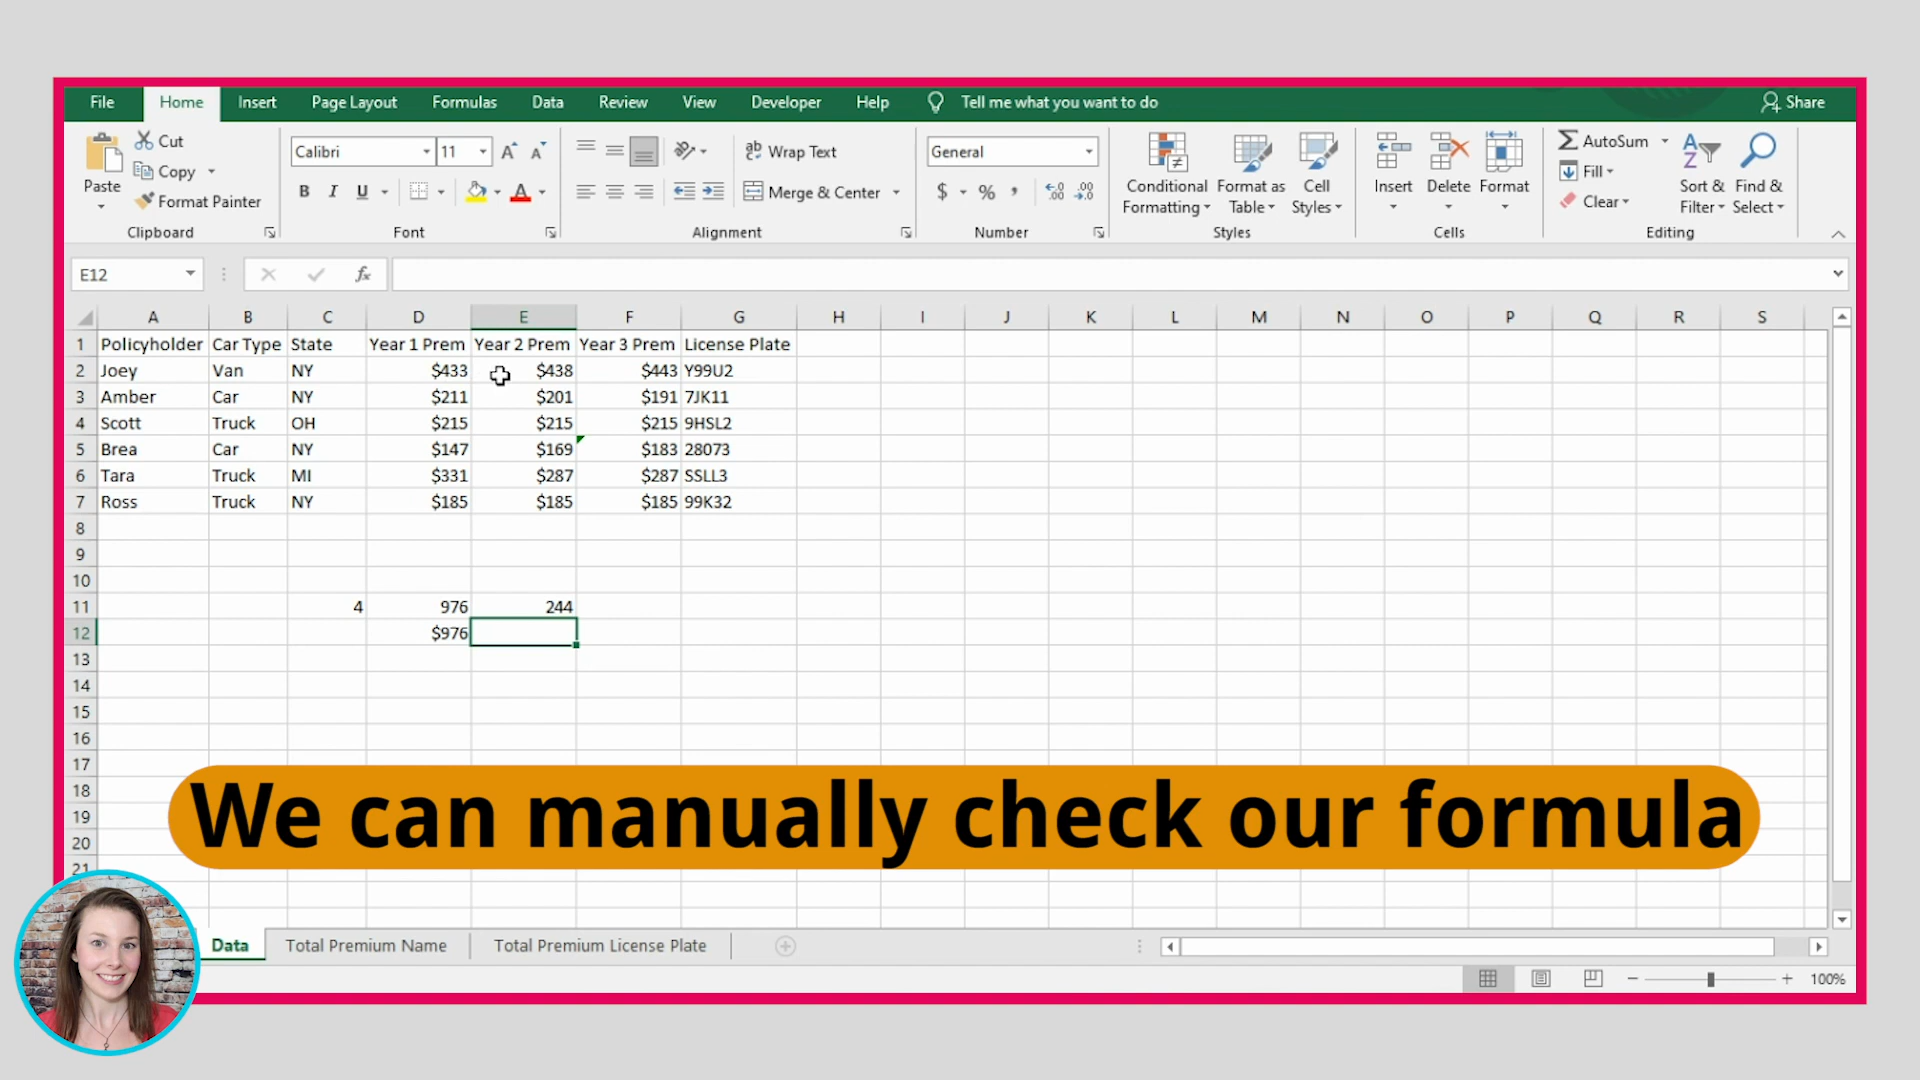 File Home Insert Page Layout Formulas Data Review View Developer Help Tell me what you want to do Share
Cut
Copy
Format Painter
Paste
Clipboard
Calibri 11
B I U
Font
ab Wrap Text
Merge & Center
Alignment
General
$ % ,
Number
Conditional Formatting
Format as Table
Cell Styles
Styles
Insert Delete Format
Cells
AutoSum
Fill
Clear
Sort & Filter
Find & Select
Editing
E12 fx
A B C D E F G H I J K L M N O P Q R S
1 Policyholder Car Type State Year 1 Prem Year 2 Prem Year 3 Prem License Plate
2 Joey Van NY $433 $438 $443 Y99U2
3 Amber Car NY $211 $201 $191 7JK11
4 Scott Truck OH $215 $215 $215 9HSL2
5 Brea Car NY $147 $169 $183 28073
6 Tara Truck MI $331 $287 $287 SSLL3
7 Ross Truck NY $185 $185 $185 99K32
8
9
10
11 4 976 244
12 $976
13
14
15
16
17
18
19
20
21
We can manually check our formula
Data Total Premium Name Total Premium License Plate
100%